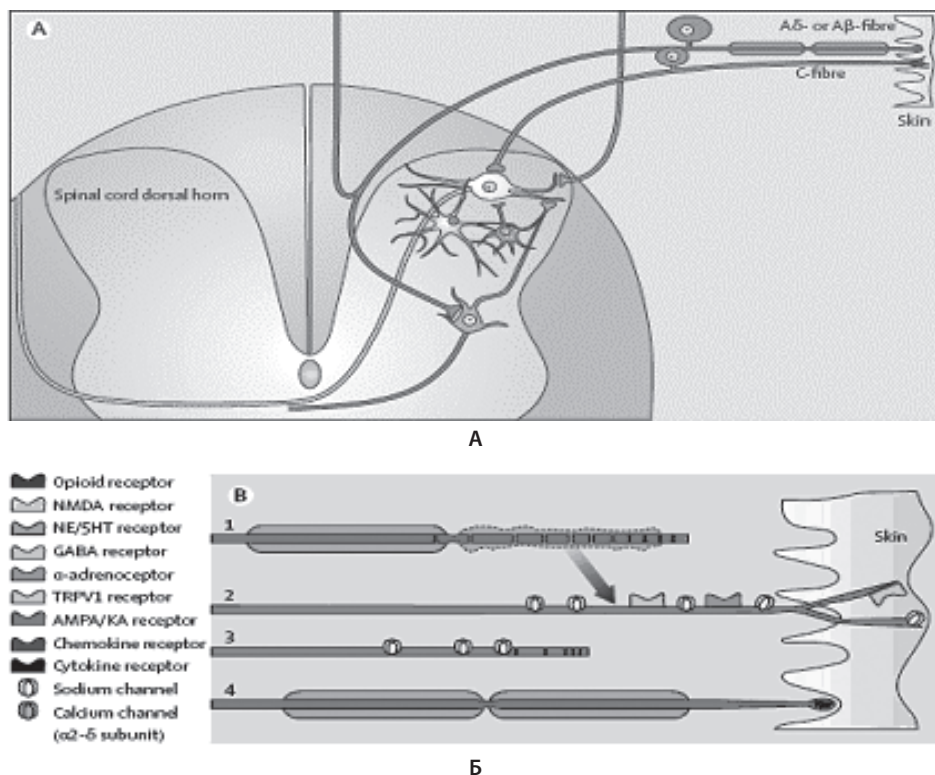 A
Aδ- or Aβ-fibre
C-fibre
Skin
Spinal cord dorsal horn
А
Opioid receptor
NMDA receptor
NE/5HT receptor
GABA receptor
α-adrenoceptor
TRPV1 receptor
AMPA/KA receptor
Chemokine receptor
Cytokine receptor
Sodium channel
Calcium channel
(α2-δ subunit)
B
1
2
3
4
Skin
Б